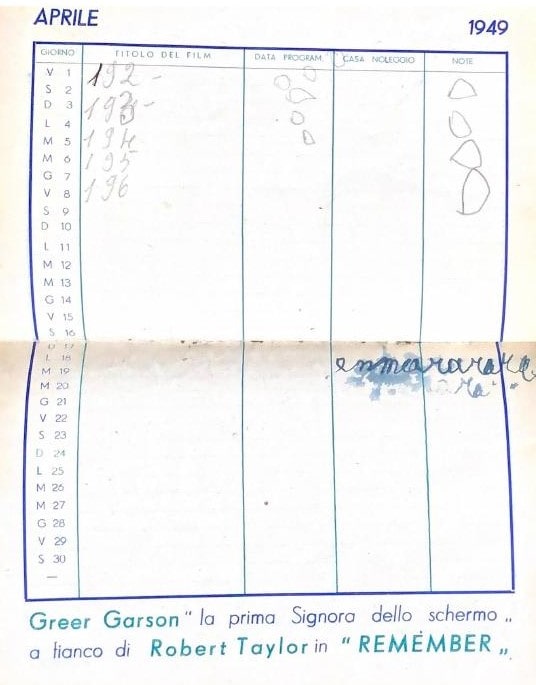 APRILE
1949
GIORNO TITOLO DEL FILM DATA PROGRAM. CASA NOLEGGIO NOTE
V 1 192 -
S 2
D 3 193 -
L 4
M 5 194
M 6 195
G 7
V 8 196
S 9
D 10
L 11
M 12
M 13
G 14
V 15
S 16
D 17
L 18
M 19
M 20
G 21
V 22
S 23
D 24
L 25
M 26
M 27
G 28
V 29
S 30
—
Greer Garson " la prima Signora dello schermo „
a fianco di Robert Taylor in " REMEMBER „